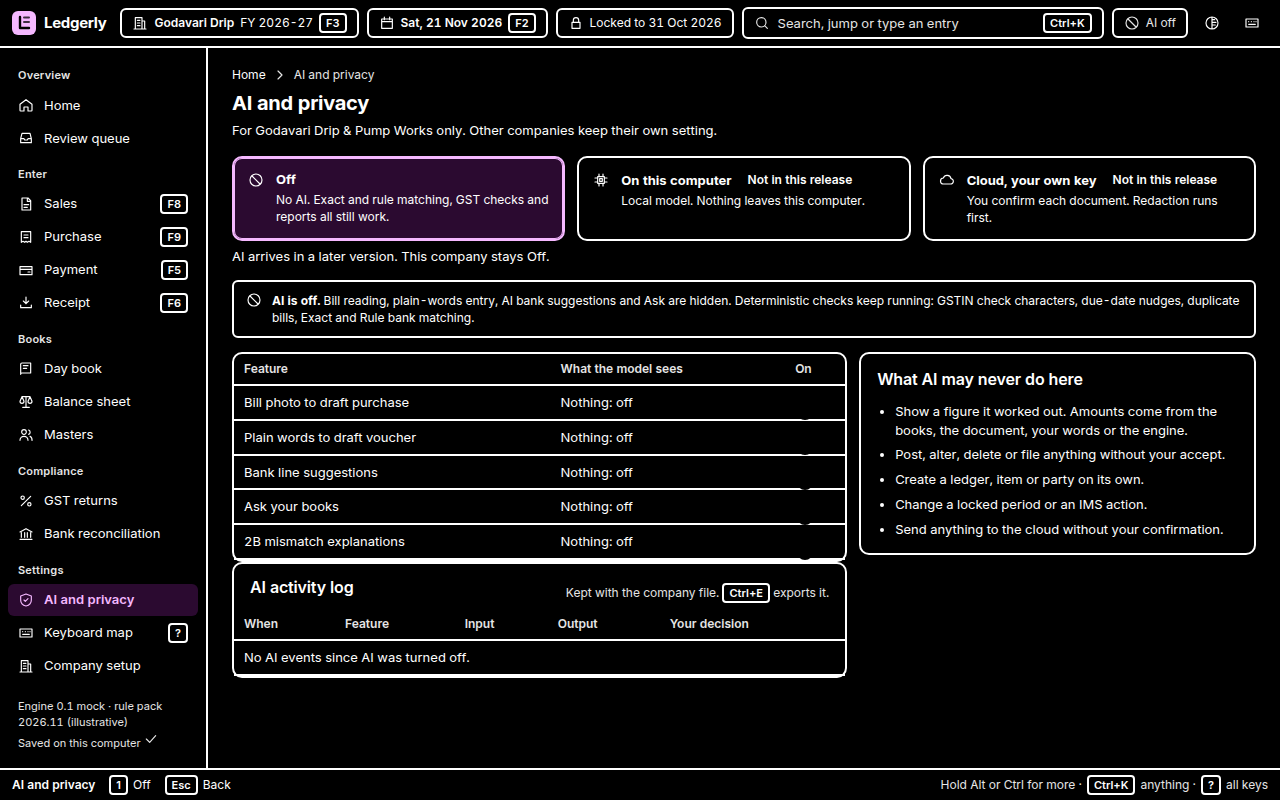 Ledgerly
Godavari Drip FY 2026-27 F3
Sat, 21 Nov 2026 F2
Locked to 31 Oct 2026
Search, jump or type an entry Ctrl+K
AI off
Overview
Home
Review queue
Enter
Sales F8
Purchase F9
Payment F5
Receipt F6
Books
Day book
Balance sheet
Masters
Compliance
GST returns
Bank reconciliation
Settings
AI and privacy
Keyboard map ?
Company setup
Engine 0.1 mock · rule pack
2026.11 (illustrative)
Saved on this computer
Home > AI and privacy
AI and privacy
For Godavari Drip & Pump Works only. Other companies keep their own setting.
Off
No AI. Exact and rule matching, GST checks and
reports all still work.
On this computer Not in this release
Local model. Nothing leaves this computer.
Cloud, your own key Not in this release
You confirm each document. Redaction runs
first.
AI arrives in a later version. This company stays Off.
AI is off. Bill reading, plain-words entry, AI bank suggestions and Ask are hidden. Deterministic checks keep running: GSTIN check characters, due-date nudges, duplicate
bills, Exact and Rule bank matching.
Feature What the model sees On
Bill photo to draft purchase Nothing: off
Plain words to draft voucher Nothing: off
Bank line suggestions Nothing: off
Ask your books Nothing: off
2B mismatch explanations Nothing: off
What AI may never do here
• Show a figure it worked out. Amounts come from the
books, the document, your words or the engine.
• Post, alter, delete or file anything without your accept.
• Create a ledger, item or party on its own.
• Change a locked period or an IMS action.
• Send anything to the cloud without your confirmation.
AI activity log Kept with the company file. Ctrl+E exports it.
When Feature Input Output Your decision
No AI events since AI was turned off.
AI and privacy 1 Off Esc Back
Hold Alt or Ctrl for more · Ctrl+K anything · ? all keys